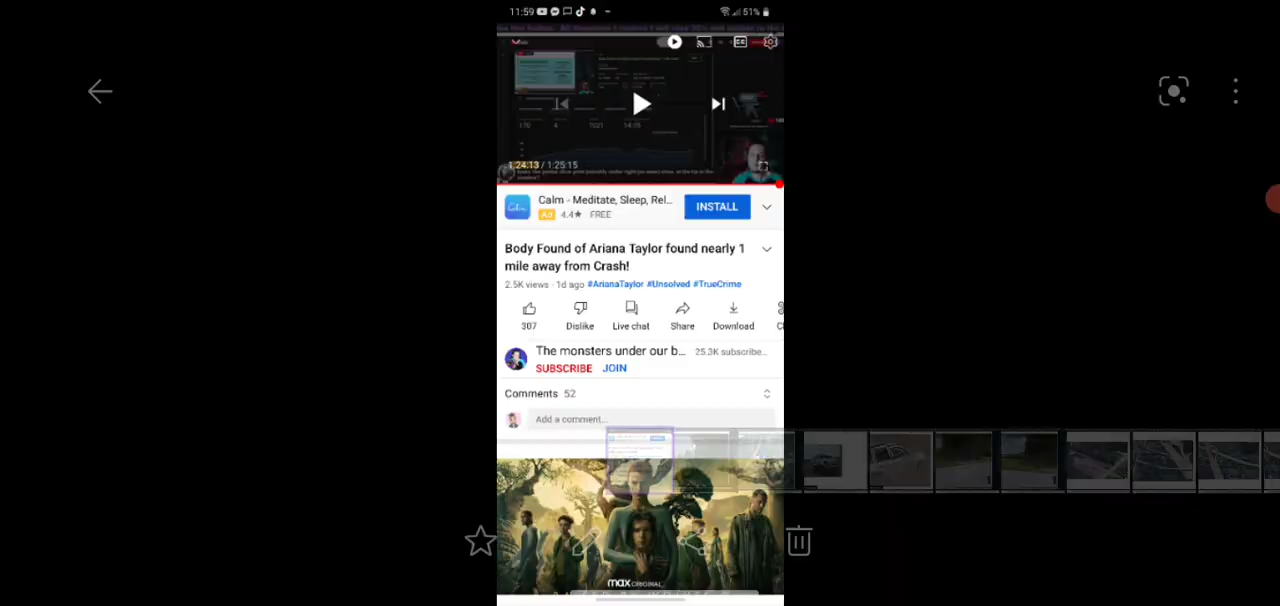 11:59
51%
1:24:13 / 1:25:15
Calm - Meditate, Sleep, Rel...
INSTALL
Ad 4.4★ FREE
Body Found of Ariana Taylor found nearly 1
mile away from Crash!
2.5K views · 1d ago #ArianaTaylor #Unsolved #TrueCrime
307 Dislike Live chat Share Download
The monsters under our b... 25.3K subscribe...
SUBSCRIBE JOIN
Comments 52
Add a comment...
max ORIGINAL